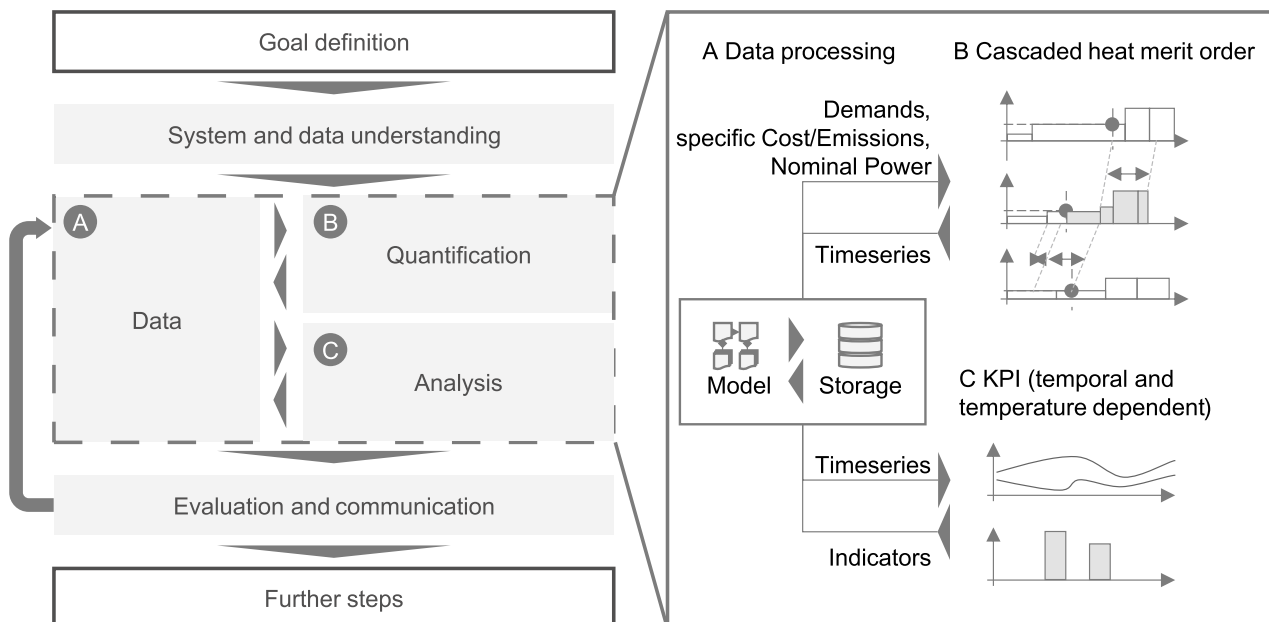 Goal definition
System and data understanding
A
Data
B
Quantification
C
Analysis
Evaluation and communication
Further steps
A Data processing
Demands,
specific Cost/Emissions,
Nominal Power
Timeseries
Model
Storage
Timeseries
Indicators
B Cascaded heat merit order
C KPI (temporal and
temperature dependent)